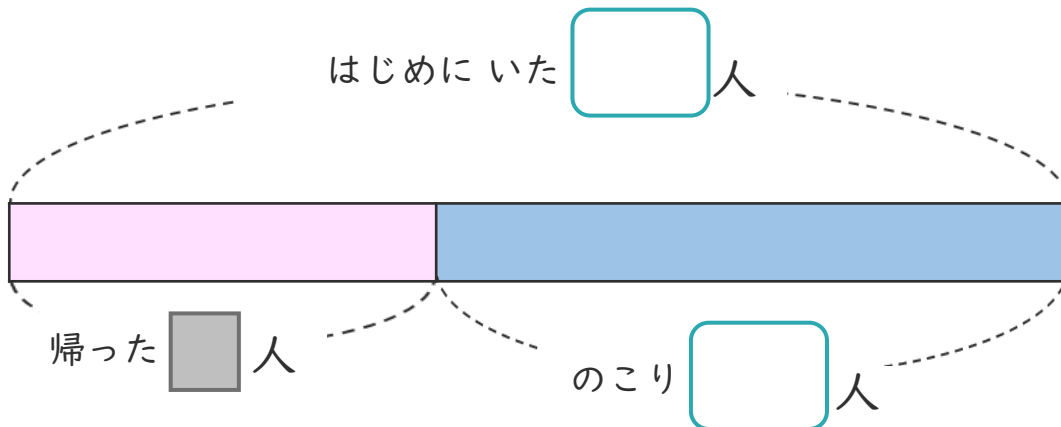 はじめに いた 人
帰った 人
のこり 人